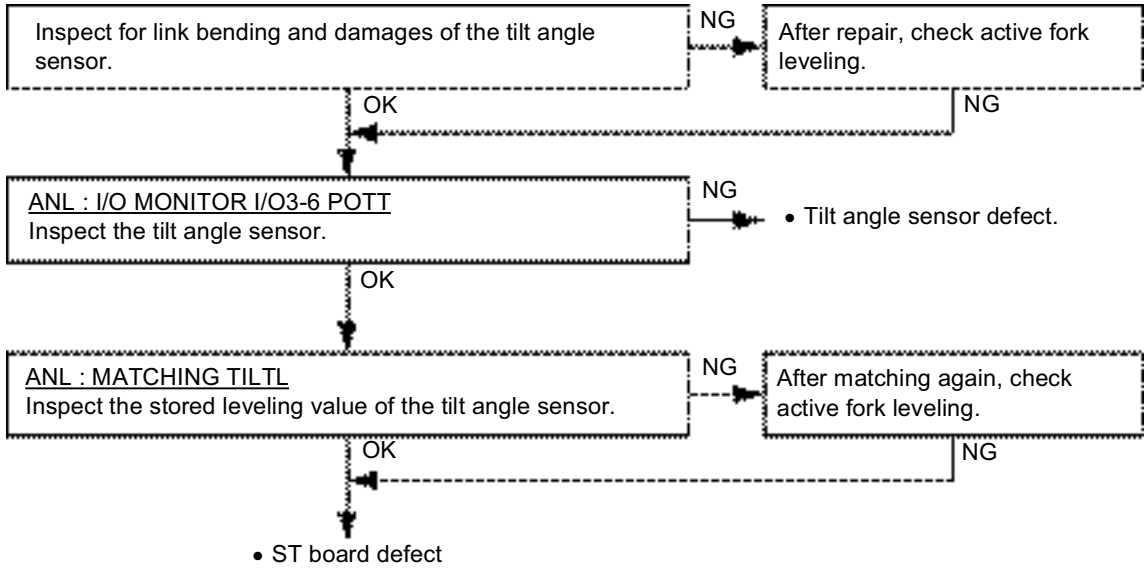 Inspect for link bending and damages of the tilt angle
sensor.
NG
After repair, check active fork
leveling.
OK
NG
ANL : I/O MONITOR I/O3-6 POTT
Inspect the tilt angle sensor.
NG
• Tilt angle sensor defect.
OK
ANL : MATCHING TILTL
Inspect the stored leveling value of the tilt angle sensor.
NG
After matching again, check
active fork leveling.
OK
NG
• ST board defect